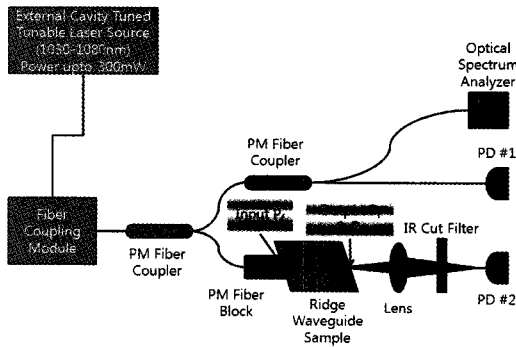 External Cavity Tuned
Tunable Laser Source
(1030-1080nm)
Power upto 300mW
Optical
Spectrum
Analyzer
PM Fiber
Coupler
PD #1
Fiber
Coupling
Module
PM Fiber
Coupler
Input P
IR Cut Filter
PM Fiber
Block
Ridge
Waveguide
Sample
Lens
PD #2